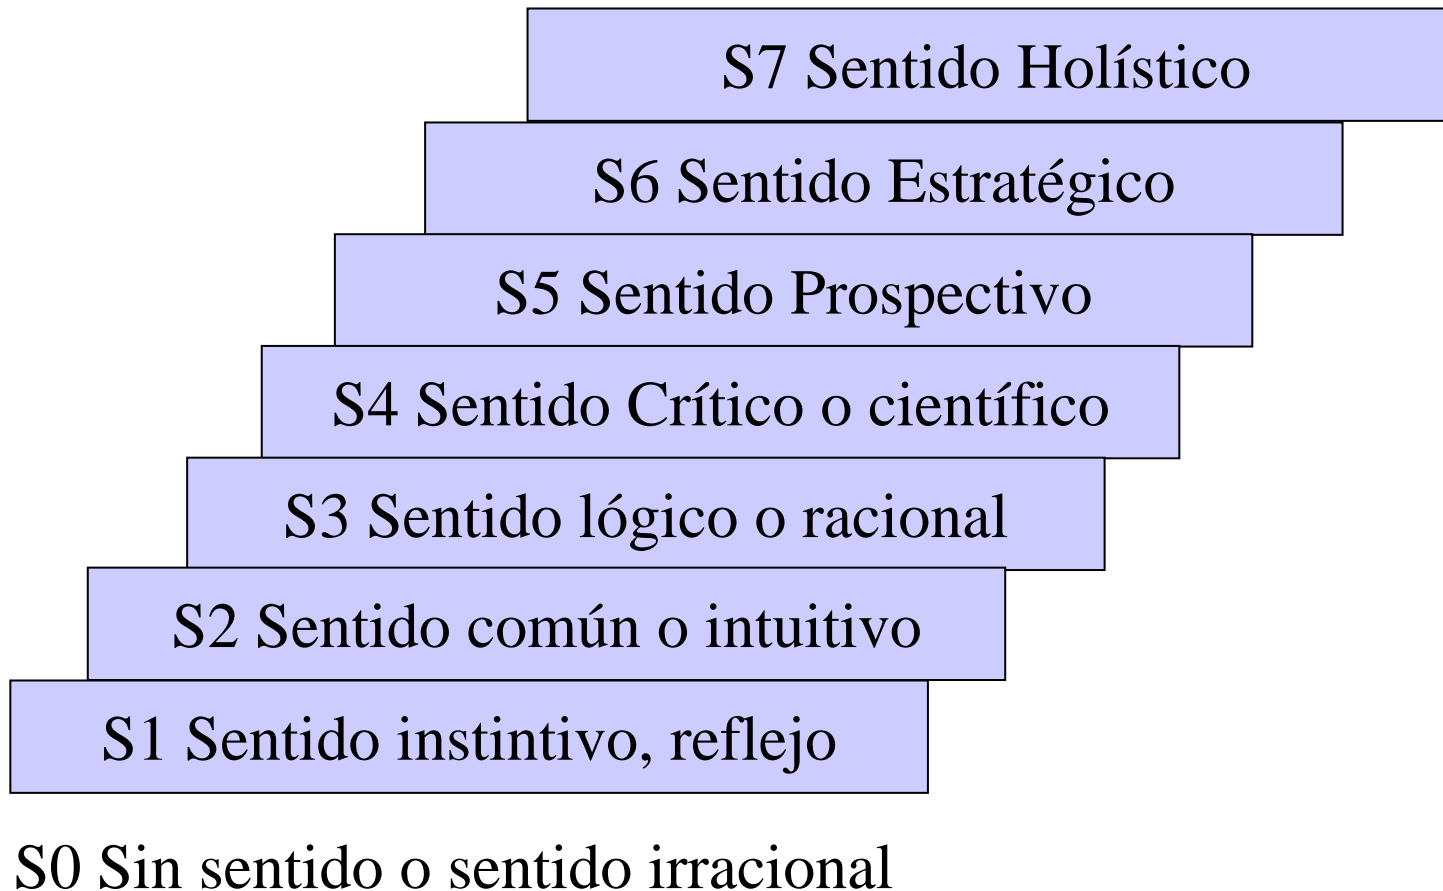 S7 Sentido Holístico
S6 Sentido Estratégico
S5 Sentido Prospectivo
S4 Sentido Crítico o científico
S3 Sentido lógico o racional
S2 Sentido común o intuitivo
S1 Sentido instintivo, reflejo
S0 Sin sentido o sentido irracional